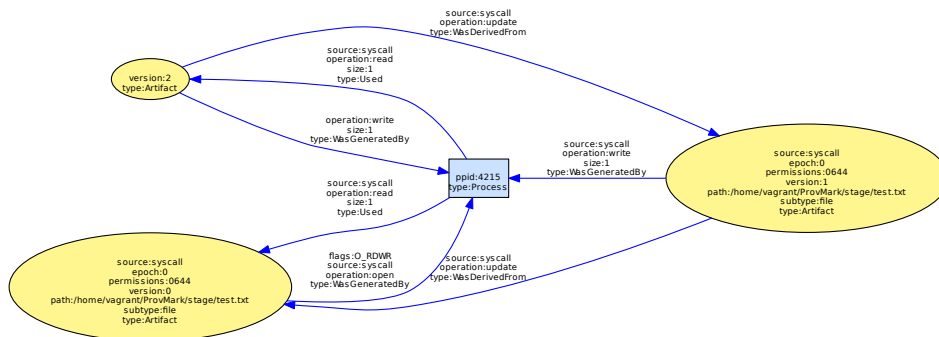 source:syscall
operation:update
type:WasDerivedFrom
source:syscall
operation:read
size:1
type:Used
version:2
type:Artifact
operation:write
size:1
type:WasGeneratedBy
source:syscall
operation:write
size:1
type:WasGeneratedBy
ppid:4215
type:Process
source:syscall
epoch:0
permissions:0644
version:1
path:/home/vagrant/ProvMark/stage/test.txt
subtype:file
type:Artifact
source:syscall
operation:read
size:1
type:Used
flags:O_RDWR
source:syscall
operation:open
type:WasGeneratedBy
source:syscall
operation:update
type:WasDerivedFrom
source:syscall
epoch:0
permissions:0644
version:0
path:/home/vagrant/ProvMark/stage/test.txt
subtype:file
type:Artifact